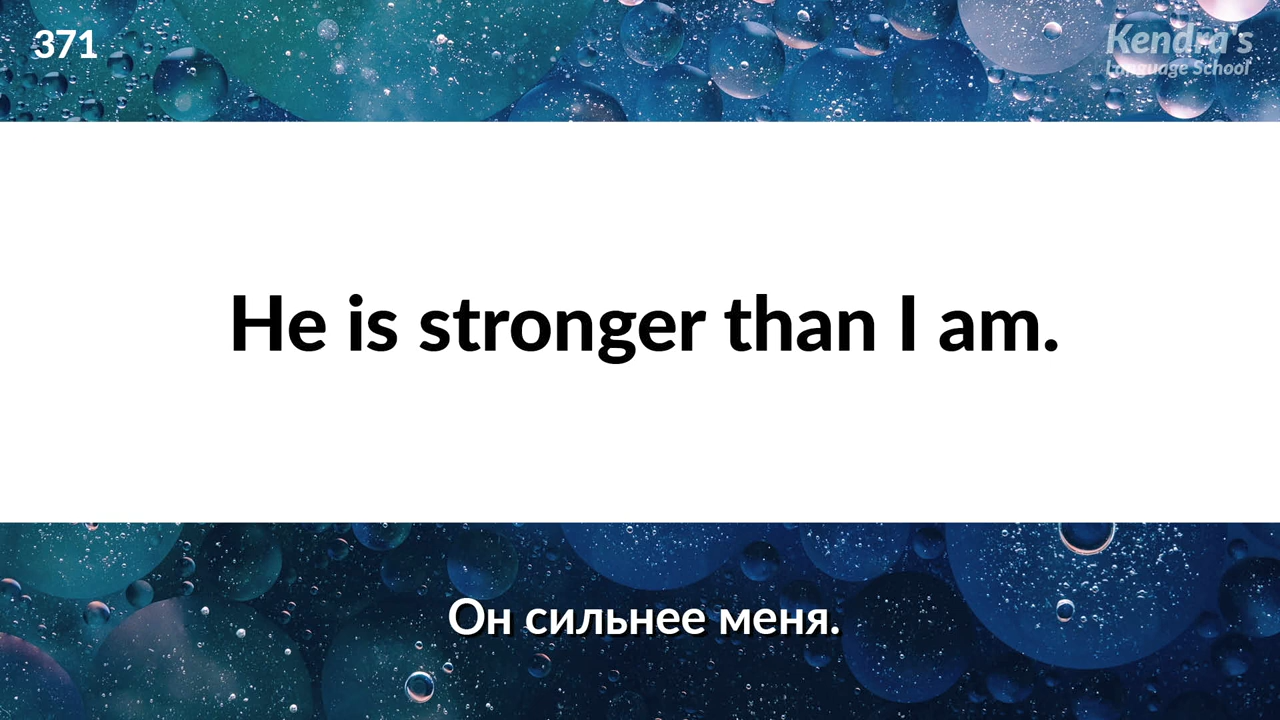 371
Kendra's
Language School
He is stronger than I am.
Он сильнее меня.